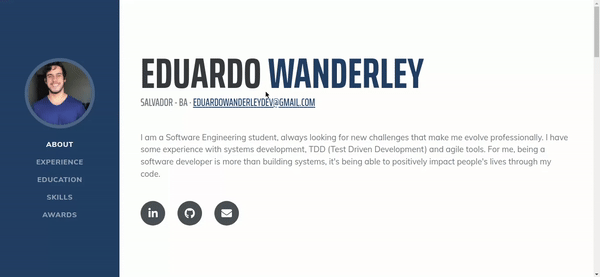 EDUARDO WANDERLEY
SALVADOR - BA · EDUARDOWANDERLEYDEV@GMAIL.COM
ABOUT
EXPERIENCE
EDUCATION
SKILLS
AWARDS
I am a Software Engineering student, always looking for new challenges that make me evolve professionally. I have
some experience with systems development, TDD (Test Driven Development) and agile tools. For me, being a
software developer is more than building systems, it's being able to positively impact people's lives through my
code.
in